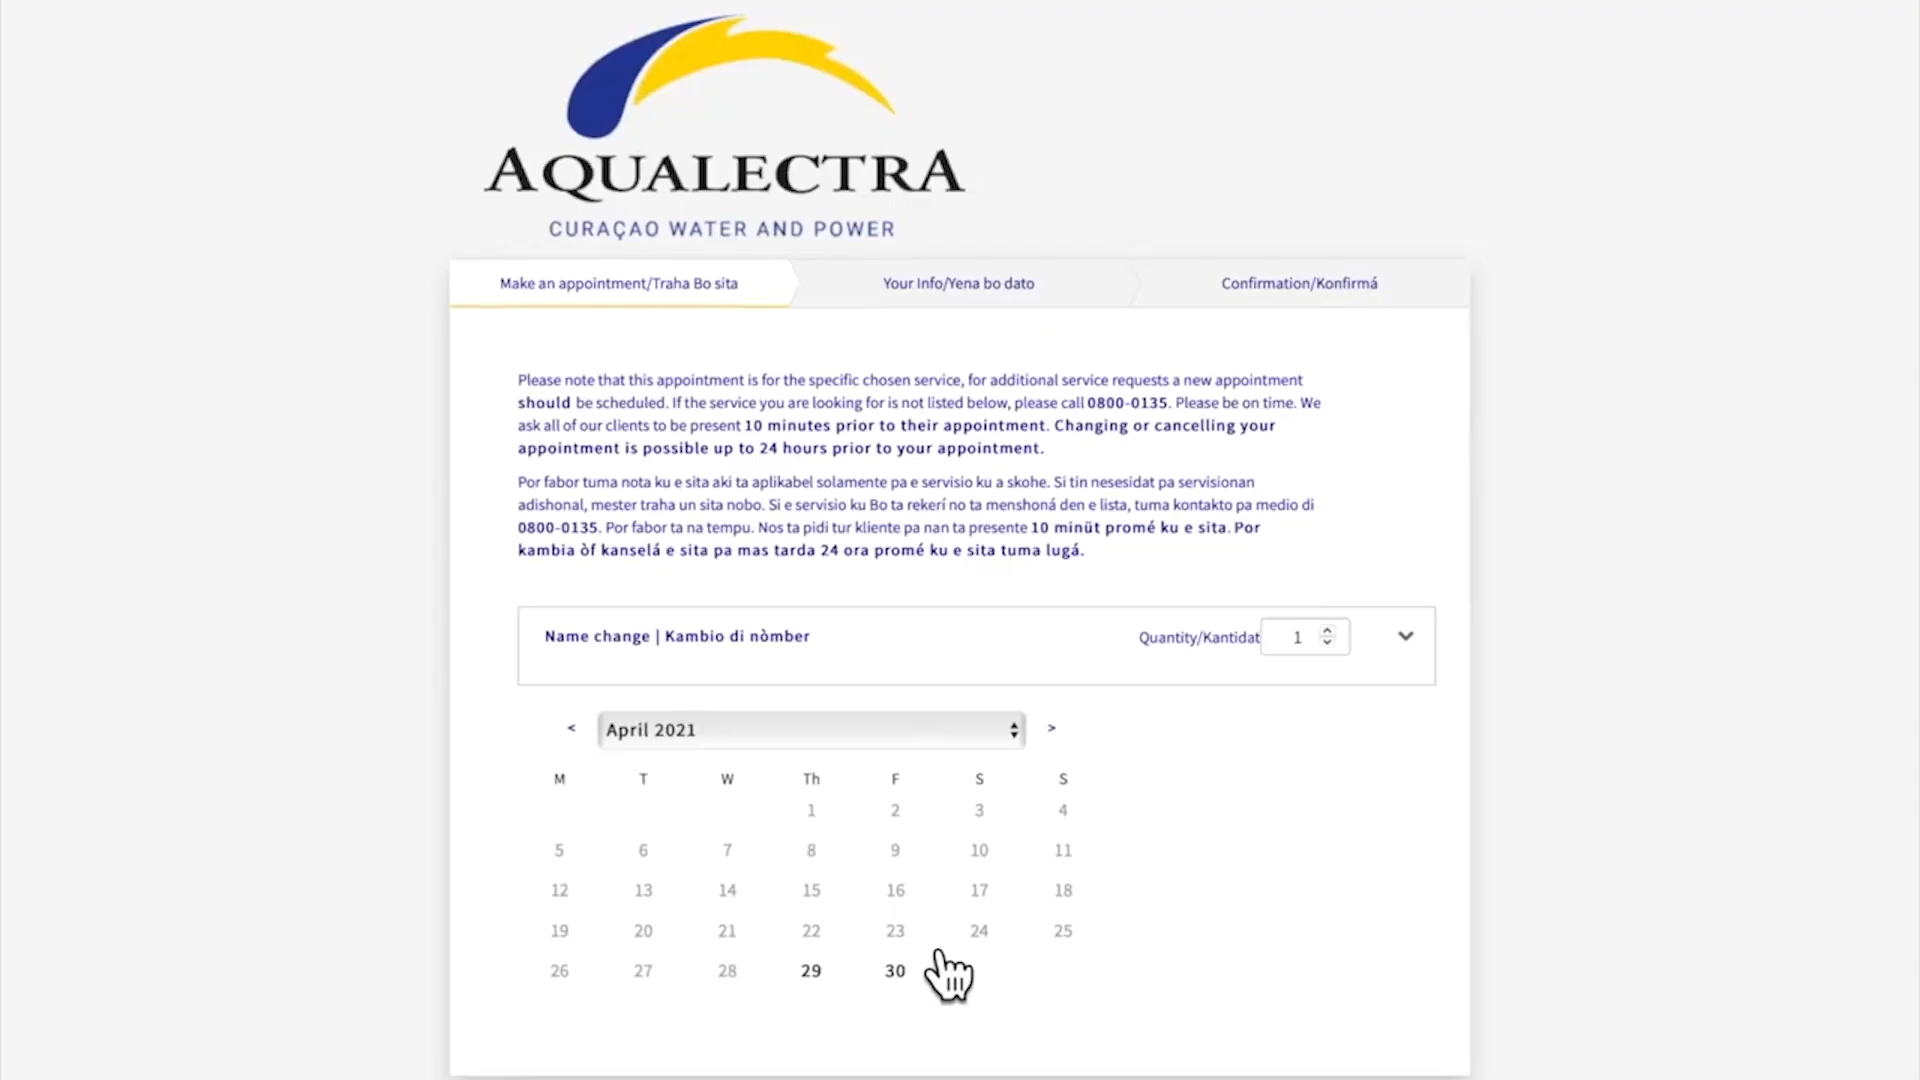 AQUALECTRA
CURAÇAO WATER AND POWER
Make an appointment/Traha Bo sita
Your Info/Yena bo dato
Confirmation/Konfirmá
Please note that this appointment is for the specific chosen service, for additional service requests a new appointment
should be scheduled. If the service you are looking for is not listed below, please call 0800-0135. Please be on time. We
ask all of our clients to be present 10 minutes prior to their appointment. Changing or cancelling your
appointment is possible up to 24 hours prior to your appointment.
Por fabor tuma nota ku e sita aki ta aplikabel solamente pa e servisio ku a skohe. Si tin nesesidat pa servisionan
adishonal, mester traha un sita nobo. Si e servisio ku Bo ta rekerí no ta menshoná den e lista, tuma kontakto pa medio di
0800-0135. Por fabor ta na tempu. Nos ta pidi tur kliente pa nan ta presente 10 minüt promé ku e sita. Por
kambia òf kanselá e sita pa mas tarda 24 ora promé ku e sita tuma lugá.
Name change | Kambio di nòmber
Quantity/Kantidat 1
< April 2021 >
M T W Th F S S
1 2 3 4
5 6 7 8 9 10 11
12 13 14 15 16 17 18
19 20 21 22 23 24 25
26 27 28 29 30